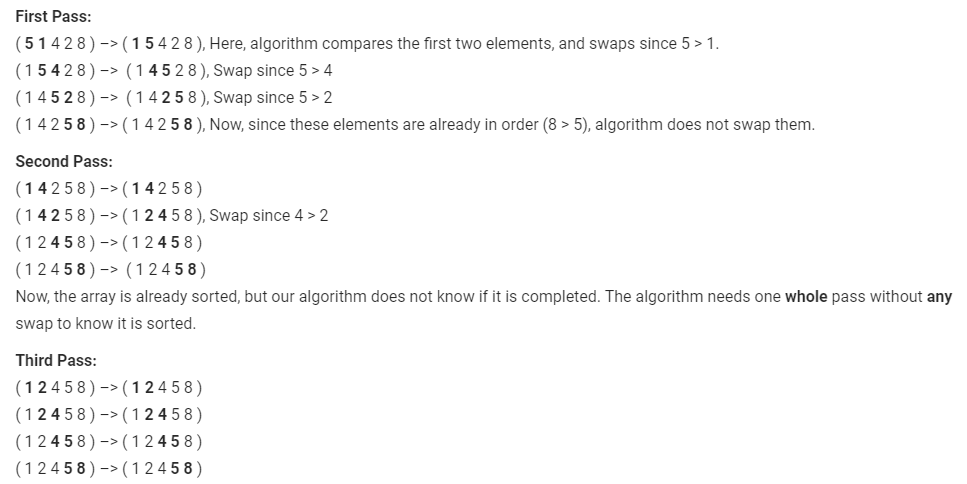 First Pass:
( 5 1 4 2 8 ) –> ( 1 5 4 2 8 ), Here, algorithm compares the first two elements, and swaps since 5 > 1.
( 1 5 4 2 8 ) –>  ( 1 4 5 2 8 ), Swap since 5 > 4
( 1 4 5 2 8 ) –>  ( 1 4 2 5 8 ), Swap since 5 > 2
( 1 4 2 5 8 ) –> ( 1 4 2 5 8 ), Now, since these elements are already in order (8 > 5), algorithm does not swap them.
Second Pass:
( 1 4 2 5 8 ) –> ( 1 4 2 5 8 )
( 1 4 2 5 8 ) –> ( 1 2 4 5 8 ), Swap since 4 > 2
( 1 2 4 5 8 ) –> ( 1 2 4 5 8 )
( 1 2 4 5 8 ) –>  ( 1 2 4 5 8 )
Now, the array is already sorted, but our algorithm does not know if it is completed. The algorithm needs one whole pass without any
swap to know it is sorted.
Third Pass:
( 1 2 4 5 8 ) –> ( 1 2 4 5 8 )
( 1 2 4 5 8 ) –> ( 1 2 4 5 8 )
( 1 2 4 5 8 ) –> ( 1 2 4 5 8 )
( 1 2 4 5 8 ) –> ( 1 2 4 5 8 )